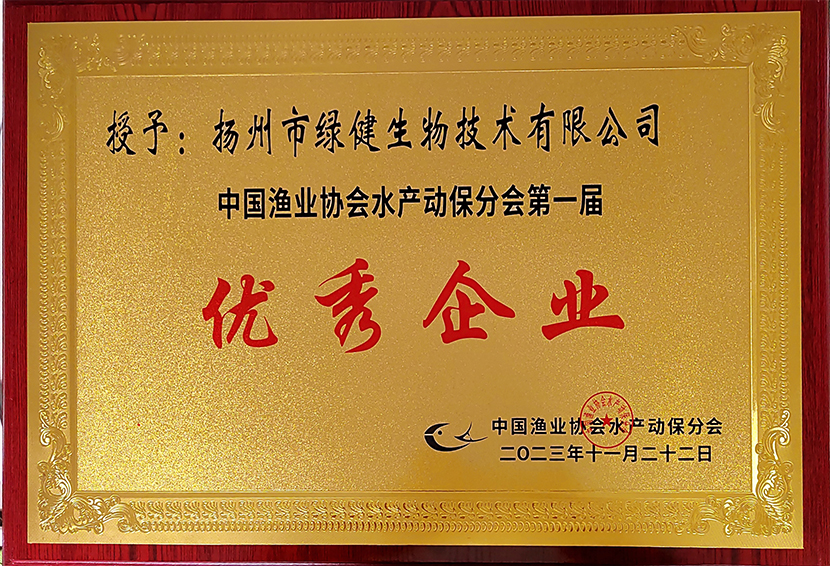 授予：扬州市绿健生物技术有限公司
中国渔业协会水产动保分会第一届
优秀企业
中国渔业协会水产动保分会
二〇二三年十一月二十二日